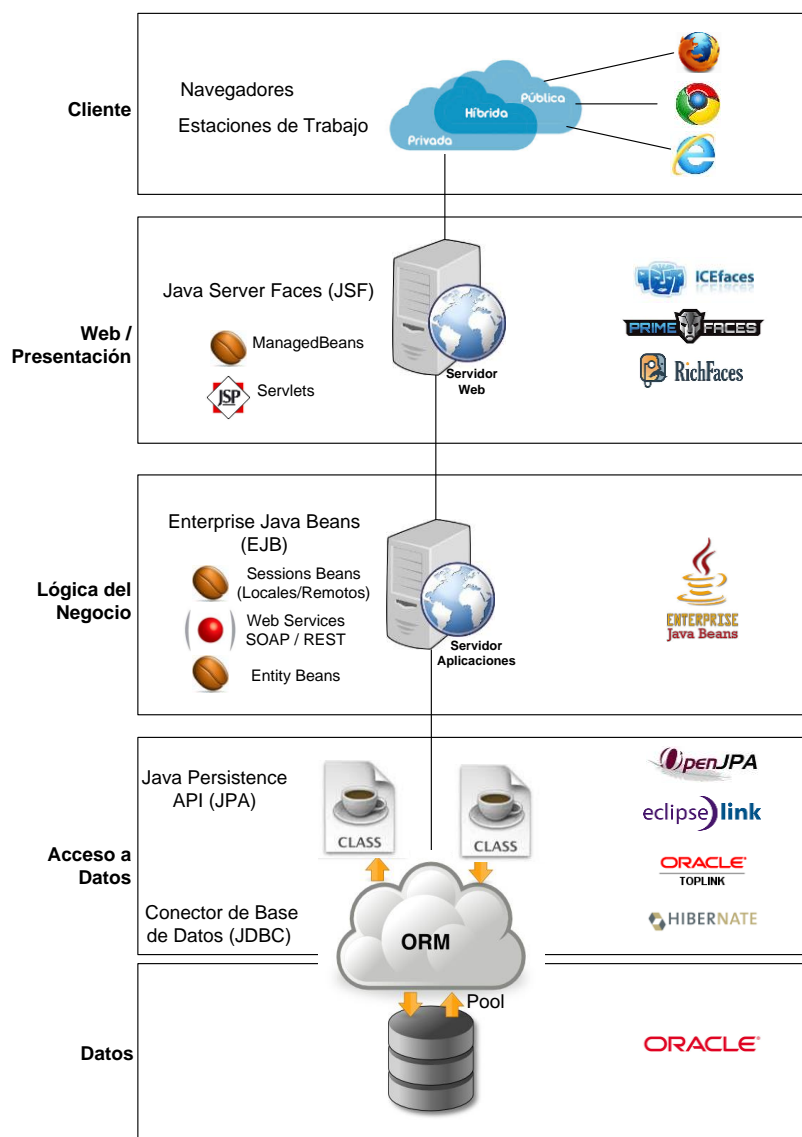 Cliente
Navegadores
Estaciones de Trabajo
Pública
Híbrida
Privada
Web /
Presentación
Java Server Faces (JSF)
ManagedBeans
JSP
Servlets
Servidor
Web
ICEfaces
PRIME FACES
RichFaces
Lógica del
Negocio
Enterprise Java Beans
(EJB)
Sessions Beans
(Locales/Remotos)
Web Services
SOAP / REST
Entity Beans
Servidor
Aplicaciones
ENTERPRISE
Java Beans
Acceso a
Datos
Java Persistence
API (JPA)
CLASS
CLASS
Conector de Base
de Datos (JDBC)
ORM
OpenJPA
eclipse link
ORACLE
TOPLINK
HIBERNATE
Datos
Pool
ORACLE